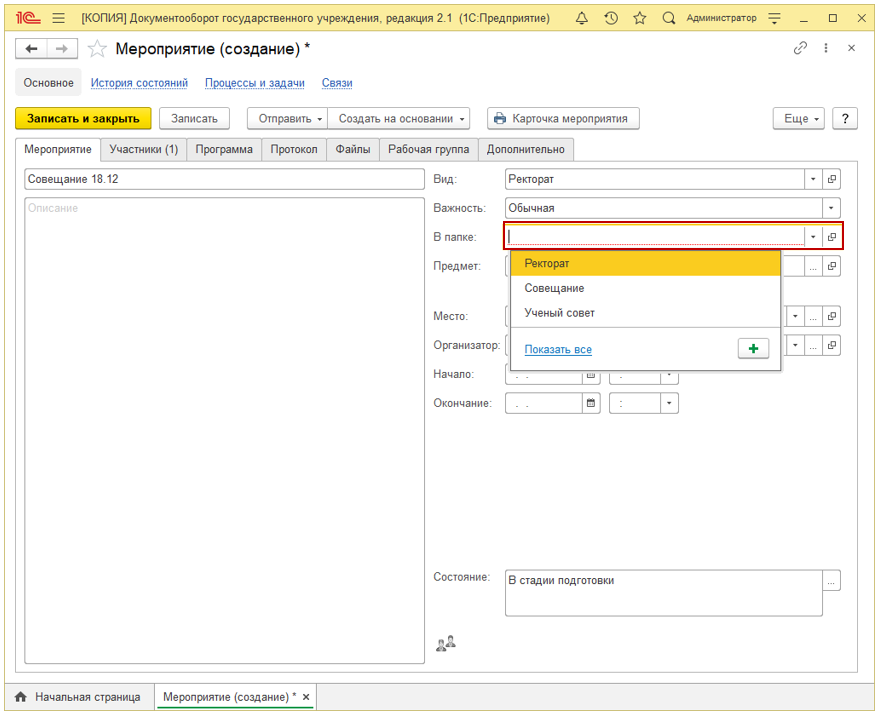 1С [КОПИЯ] Документооборот государственного учреждения, редакция 2.1 (1С:Предприятие) Администратор
Мероприятие (создание) *
Основное История состояний Процессы и задачи Связи
Записать и закрыть Записать Отправить Создать на основании Карточка мероприятия Еще ?
Мероприятие Участники (1) Программа Протокол Файлы Рабочая группа Дополнительно
Совещание 18.12 Вид: Ректорат
Описание Важность: Обычная
В папке:
Ректорат
Предмет: ...
Совещание
Ученый совет
Место: ...
Организатор: ...
Показать все
Начало: . . :
Окончание: . . :
Состояние: В стадии подготовки ...
Начальная страница Мероприятие (создание) * ×